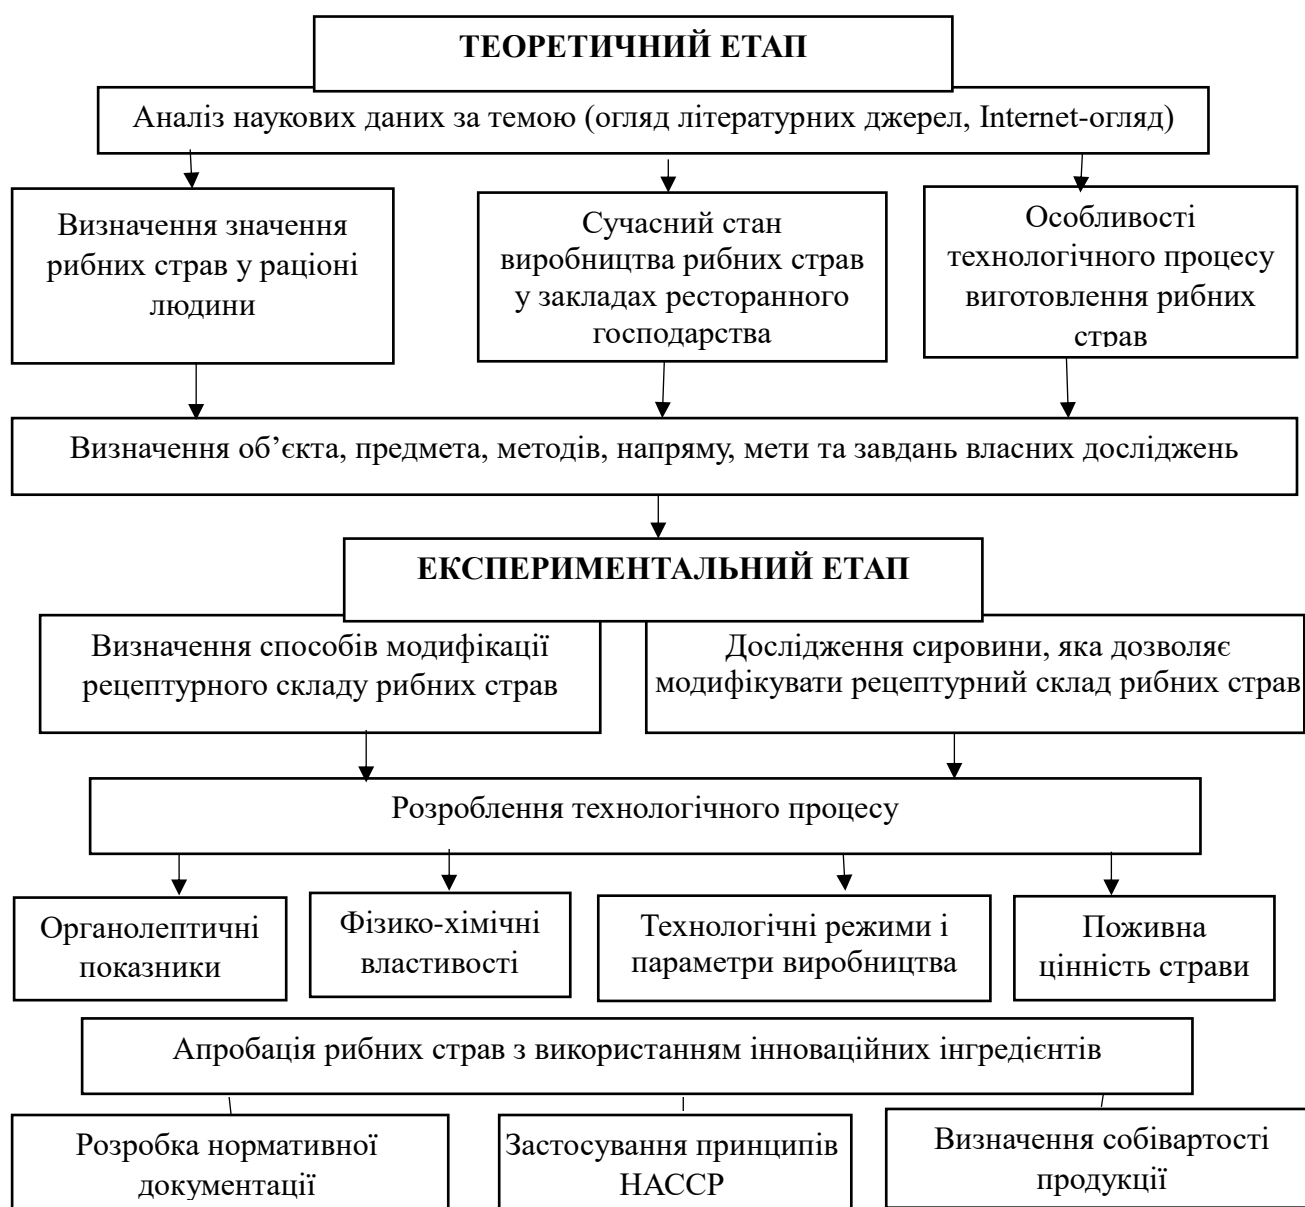 ТЕОРЕТИЧНИЙ ЕТАП
Аналіз наукових даних за темою (огляд літературних джерел, Internet-огляд)
Визначення значення
рибних страв у раціоні
людини
Сучасний стан
виробництва рибних страв
у закладах ресторанного
господарства
Особливості
технологічного процесу
виготовлення рибних
страв
Визначення об’єкта, предмета, методів, напряму, мети та завдань власних досліджень
ЕКСПЕРИМЕНТАЛЬНИЙ ЕТАП
Визначення способів модифікації
рецептурного складу рибних страв
Дослідження сировини, яка дозволяє
модифікувати рецептурний склад рибних страв
Розроблення технологічного процесу
Органолептичні
показники
Фізико-хімічні
властивості
Технологічні режими і
параметри виробництва
Поживна
цінність страви
Апробація рибних страв з використанням інноваційних інгредієнтів
Розробка нормативної
документації
Застосування принципів
НАССР
Визначення собівартості
продукції